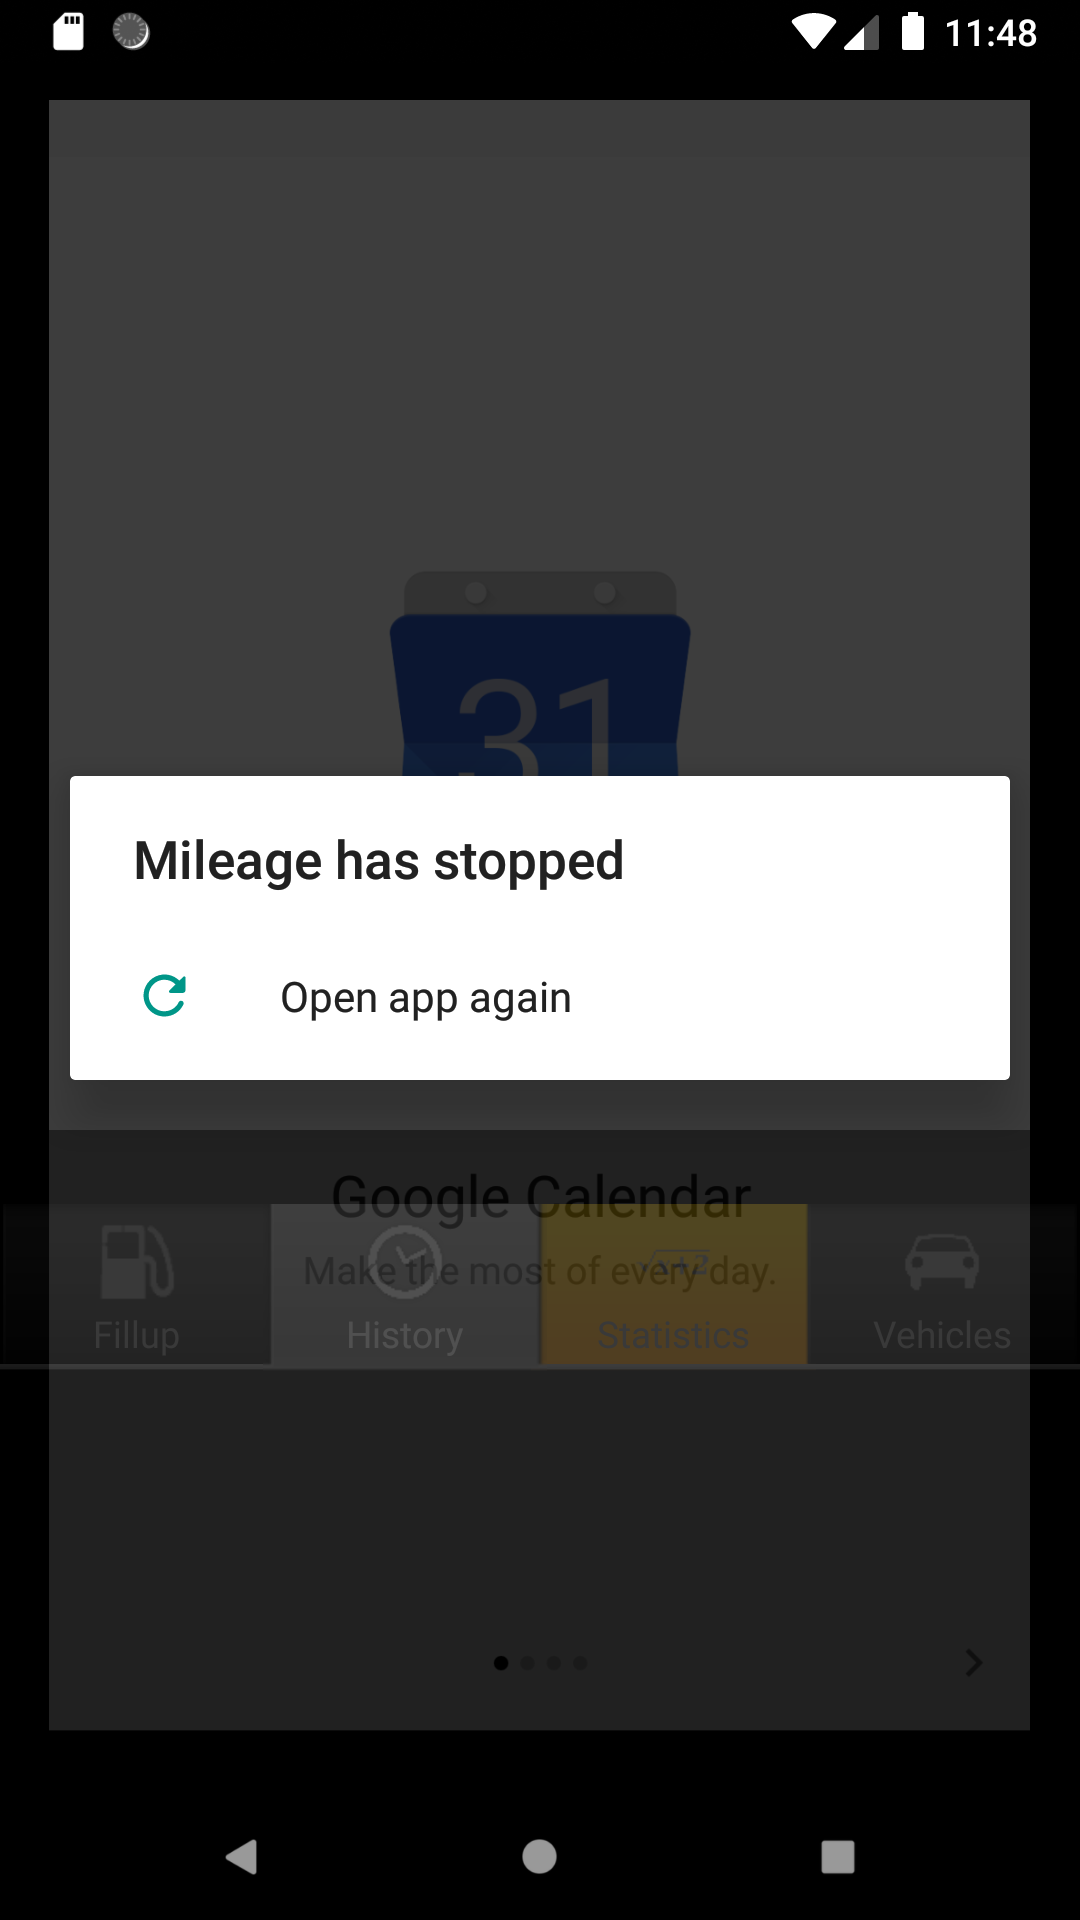 11:48
31
Mileage has stopped
Open app again
Google Calendar
Make the most of every day.
Fillup
History
Statistics
Vehicles